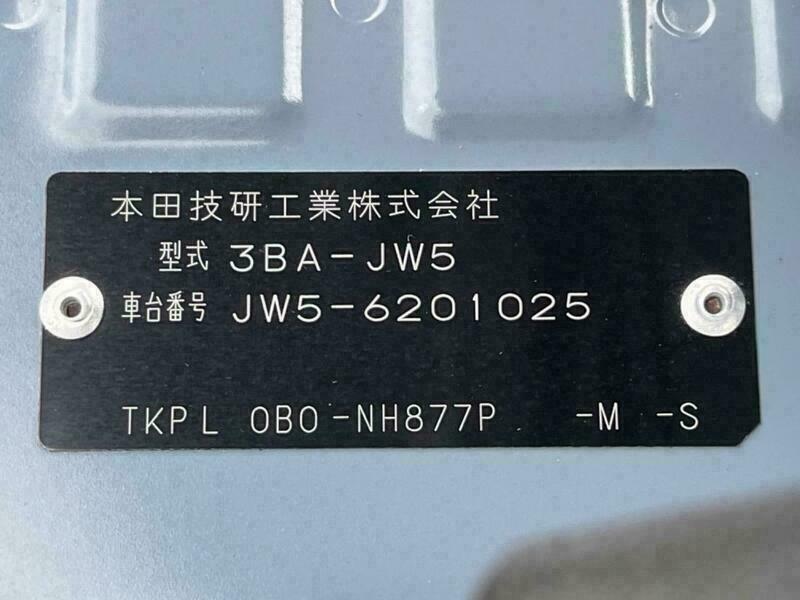 本田技研工業株式会社
型式 3BA-JW5
車台番号 JW5-6201025
TKPL 0B0-NH877P -M -S